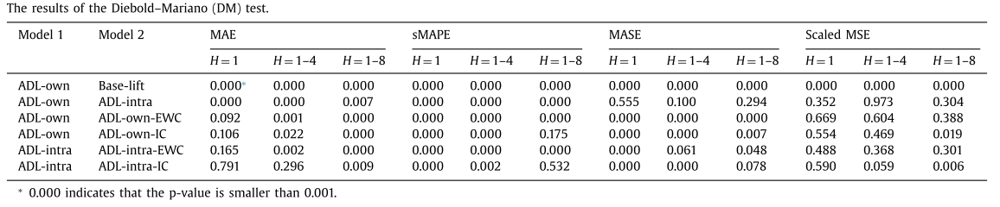 The results of the Diebold–Mariano (DM) test.
Model 1 Model 2 MAE sMAPE MASE Scaled MSE
H = 1 H = 1–4 H = 1–8 H = 1 H = 1–4 H = 1–8 H = 1 H = 1–4 H = 1–8 H = 1 H = 1–4 H = 1–8
ADL-own Base-lift 0.000* 0.000 0.000 0.000 0.000 0.000 0.000 0.000 0.000 0.000 0.000 0.000
ADL-own ADL-intra 0.000 0.000 0.007 0.000 0.000 0.000 0.555 0.100 0.294 0.352 0.973 0.304
ADL-own ADL-own-EWC 0.092 0.001 0.000 0.000 0.000 0.000 0.000 0.000 0.000 0.669 0.604 0.388
ADL-own ADL-own-IC 0.106 0.022 0.000 0.000 0.000 0.175 0.000 0.000 0.007 0.554 0.469 0.019
ADL-intra ADL-intra-EWC 0.165 0.002 0.000 0.000 0.000 0.000 0.000 0.061 0.048 0.488 0.368 0.301
ADL-intra ADL-intra-IC 0.791 0.296 0.009 0.000 0.002 0.532 0.000 0.000 0.078 0.590 0.059 0.006
* 0.000 indicates that the p-value is smaller than 0.001.